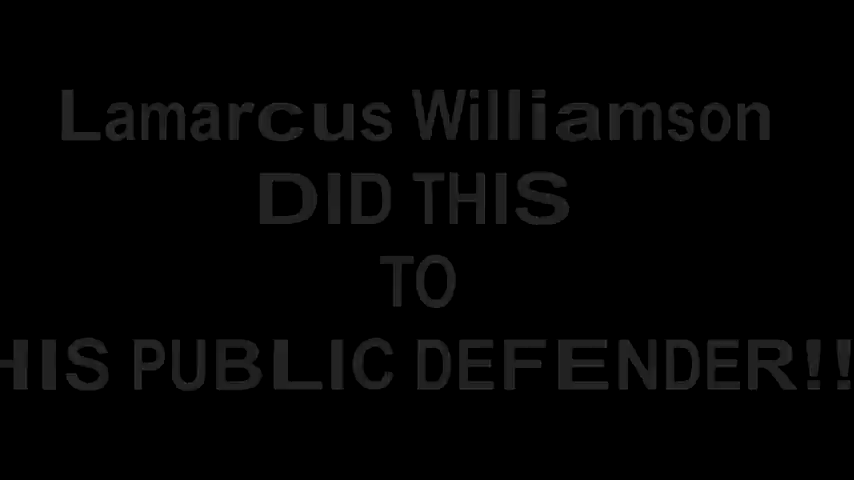 Lamarcus Williamson
DID THIS
TO
HIS PUBLIC DEFENDER!!